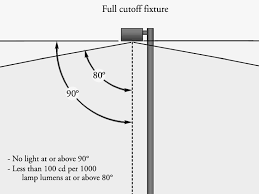 Full cutoff fixture
80°
90°
- No light at or above 90°
- Less than 100 cd per 1000
lamp lumens at or above 80°